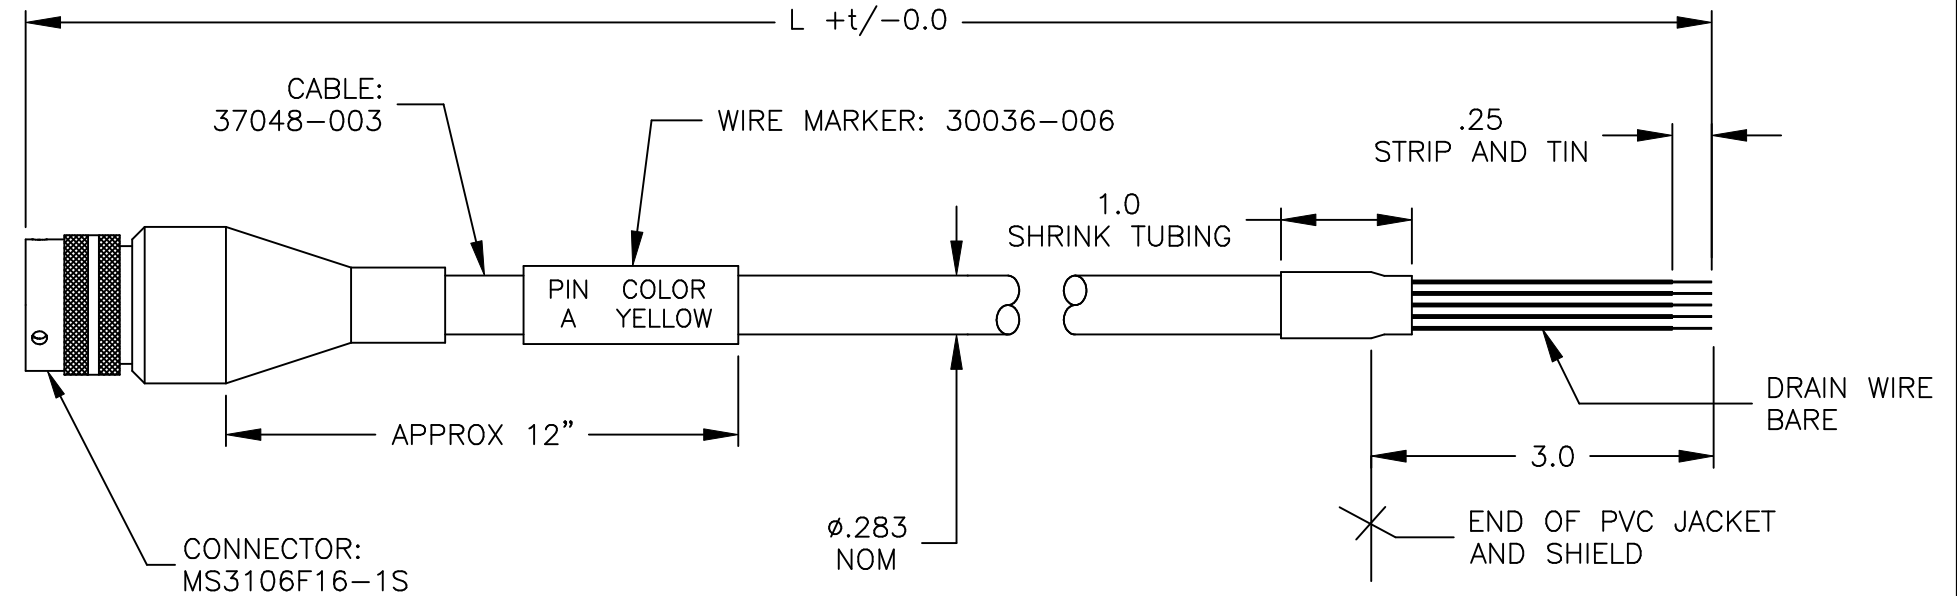 L +t/-0.0
CABLE:
37048-003
WIRE MARKER: 30036-006
.25
STRIP AND TIN
1.0
SHRINK TUBING
PIN COLOR
A YELLOW
DRAIN WIRE
BARE
APPROX 12”
3.0
ø.283
NOM
END OF PVC JACKET
AND SHIELD
CONNECTOR:
MS3106F16-1S